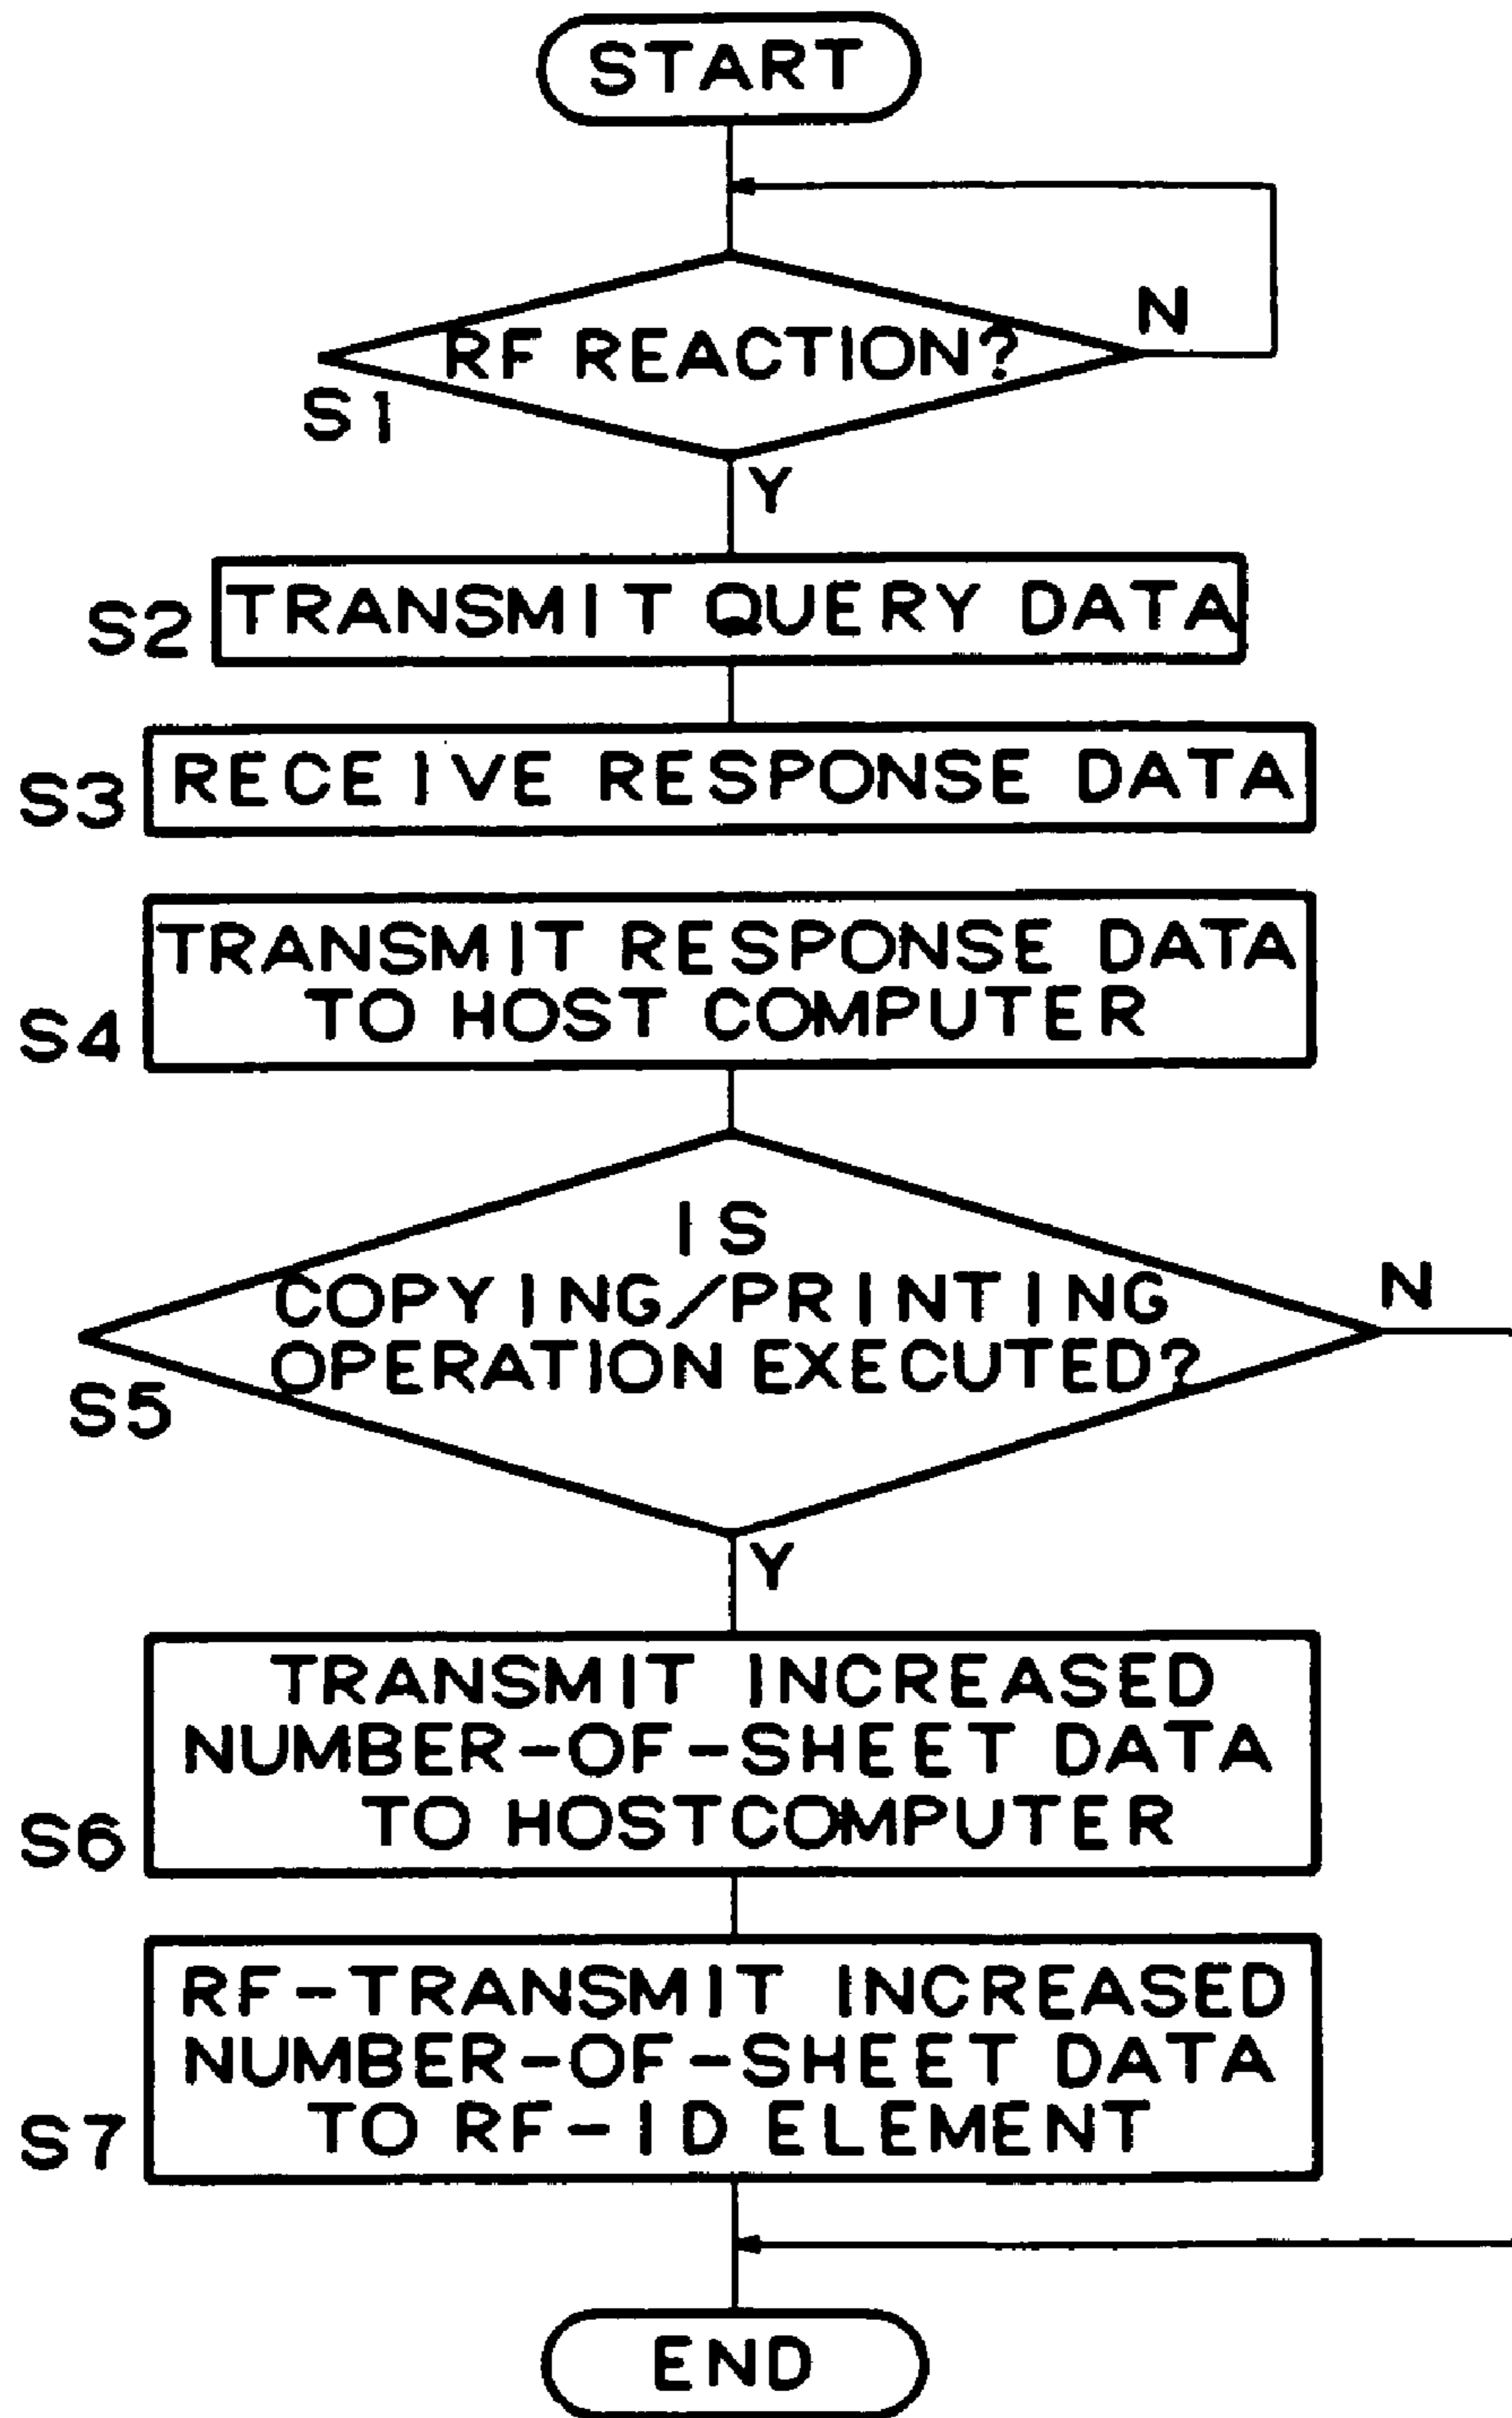 START
N
RF REACTION?
S1
Y
S2
TRANSMIT QUERY DATA
S3
RECEIVE RESPONSE DATA
TRANSMIT RESPONSE DATA
TO HOST COMPUTER
S4
IS
COPYING/PRINTING
OPERATION EXECUTED?
N
S5
Y
TRANSMIT INCREASED
NUMBER-OF-SHEET DATA
TO HOSTCOMPUTER
S6
RF-TRANSMIT INCREASED
NUMBER-OF-SHEET DATA
TO RF-ID ELEMENT
S7
END